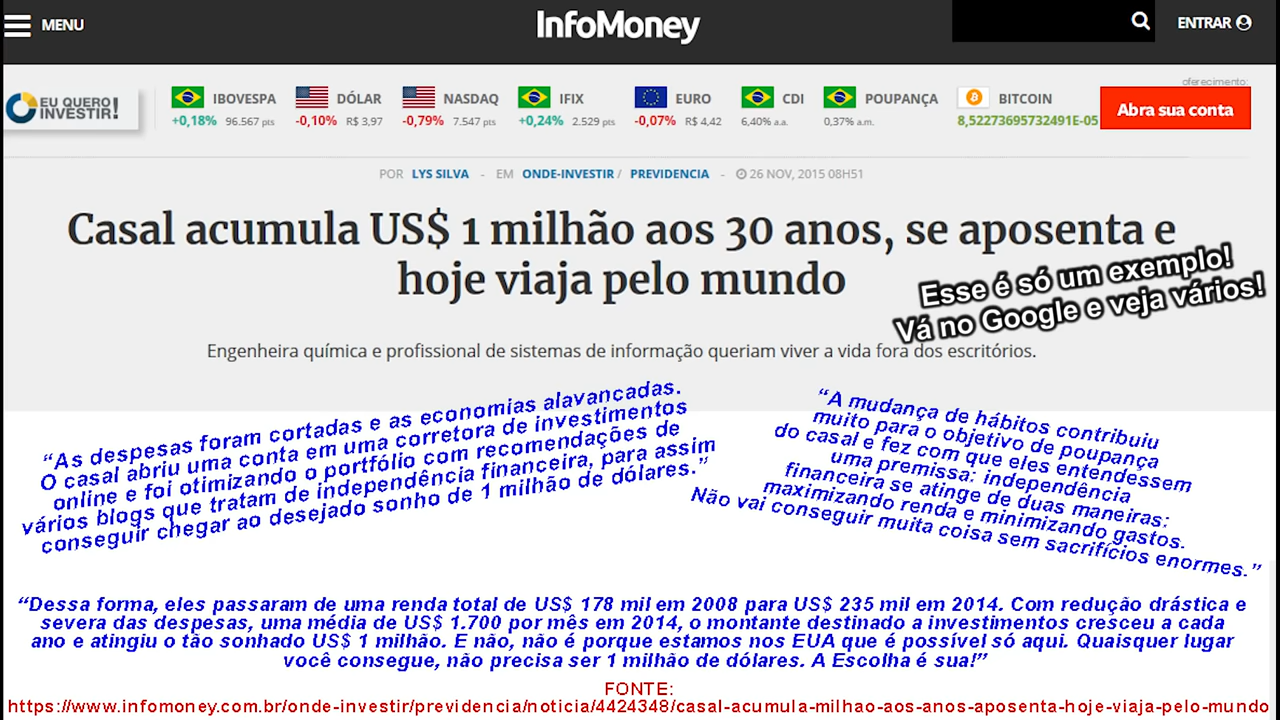 MENU
InfoMoney
ENTRAR
oferecimento:
EU QUERO INVESTIR!
IBOVESPA
+0,18% 96.567 pts
DÓLAR
-0,10% R$ 3,97
NASDAQ
-0,79% 7.547 pts
IFIX
+0,24% 2.529 pts
EURO
-0,07% R$ 4,42
CDI
6,40% a.a.
POUPANÇA
0,37% a.m.
BITCOIN
8,52273695732491E-05
Abra sua conta
POR LYS SILVA - EM ONDE-INVESTIR / PREVIDENCIA - 26 NOV, 2015 08H51
Casal acumula US$ 1 milhão aos 30 anos, se aposenta e
hoje viaja pelo mundo
Esse é só um exemplo!
Vá no Google e veja vários!
Engenheira química e profissional de sistemas de informação queriam viver a vida fora dos escritórios.
“As despesas foram cortadas e as economias alavancadas.
O casal abriu uma conta em uma corretora de investimentos
online e foi otimizando o portfólio com recomendações de
vários blogs que tratam de independência financeira, para assim
conseguir chegar ao desejado sonho de 1 milhão de dólares.”
“A mudança de hábitos contribuiu
muito para o objetivo de poupança
do casal e fez com que eles entendessem
uma premissa: independência
financeira se atinge de duas maneiras:
maximizando renda e minimizando gastos.
Não vai conseguir muita coisa sem sacrifícios enormes.”
“Dessa forma, eles passaram de uma renda total de US$ 178 mil em 2008 para US$ 235 mil em 2014. Com redução drástica e
severa das despesas, uma média de US$ 1.700 por mês em 2014, o montante destinado a investimentos cresceu a cada
ano e atingiu o tão sonhado US$ 1 milhão. E não, não é porque estamos nos EUA que é possível só aqui. Quaisquer lugar
você consegue, não precisa ser 1 milhão de dólares. A Escolha é sua!”
FONTE:
https://www.infomoney.com.br/onde-investir/previdencia/noticia/4424348/casal-acumula-milhao-aos-anos-aposenta-hoje-viaja-pelo-mundo